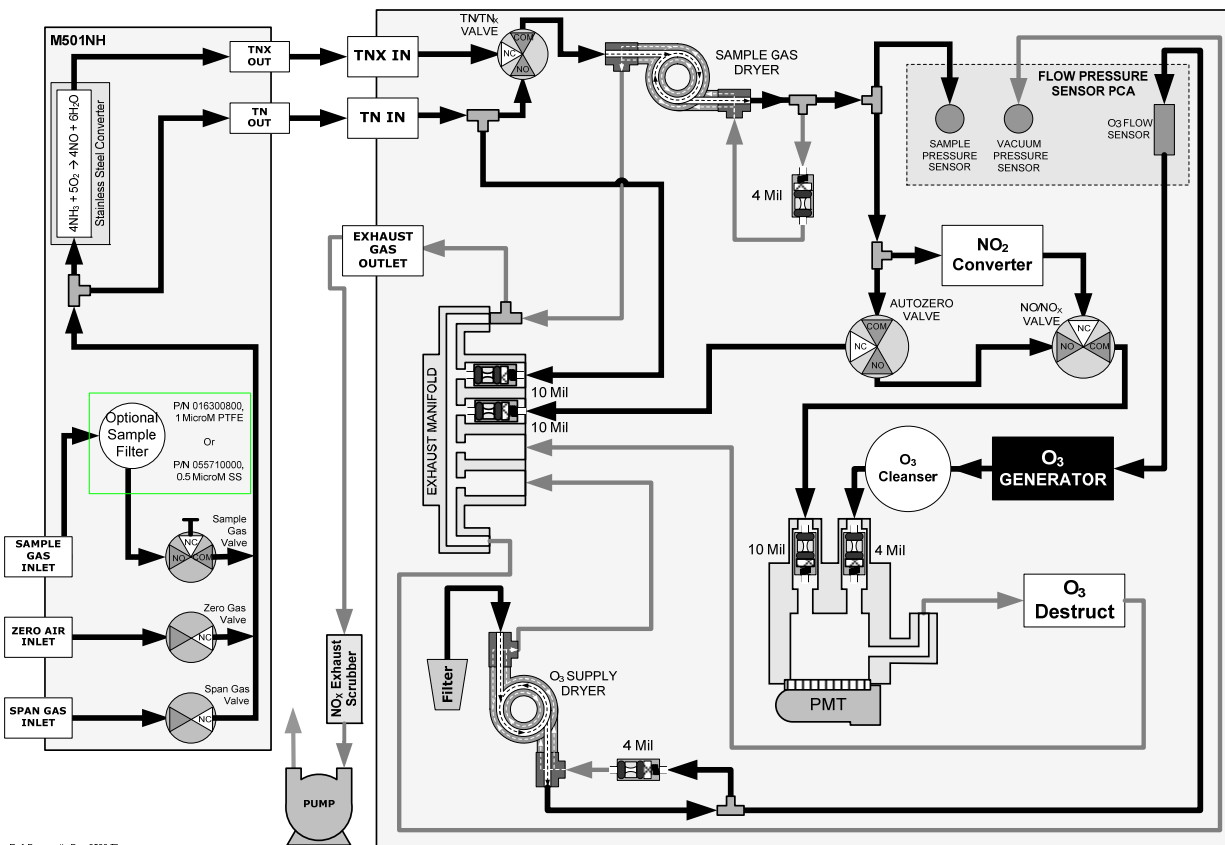 M501NH
TNX
OUT
TNX IN
TN/TNX
VALVE
COM
NC
NO
SAMPLE GAS
DRYER
FLOW PRESSURE
SENSOR PCA
SAMPLE
PRESSURE
SENSOR
VACUUM
PRESSURE
SENSOR
O3 FLOW
SENSOR
TN
OUT
TN IN
4NH3 + 5O2 → 4NO + 6H2O
Stainless Steel Converter
4 Mil
EXHAUST
GAS
OUTLET
NO2
Converter
AUTOZERO
VALVE
COM
NC
NO
NO/NOX
VALVE
NC
NO
COM
EXHAUST MANIFOLD
10 Mil
10 Mil
Optional
Sample
Filter
P/N 016300800,
1 MicroM PTFE
Or
P/N 055710000,
0.5 MicroM SS
O3
Cleanser
O3
GENERATOR
SAMPLE
GAS
INLET
Sample
Gas
Valve
NC
NO
COM
10 Mil
4 Mil
O3
Destruct
ZERO AIR
INLET
Zero Gas
Valve
NC
SPAN GAS
INLET
Span Gas
Valve
NC
NOX Exhaust
Scrubber
Filter
O3 SUPPLY
DRYER
PMT
4 Mil
PUMP